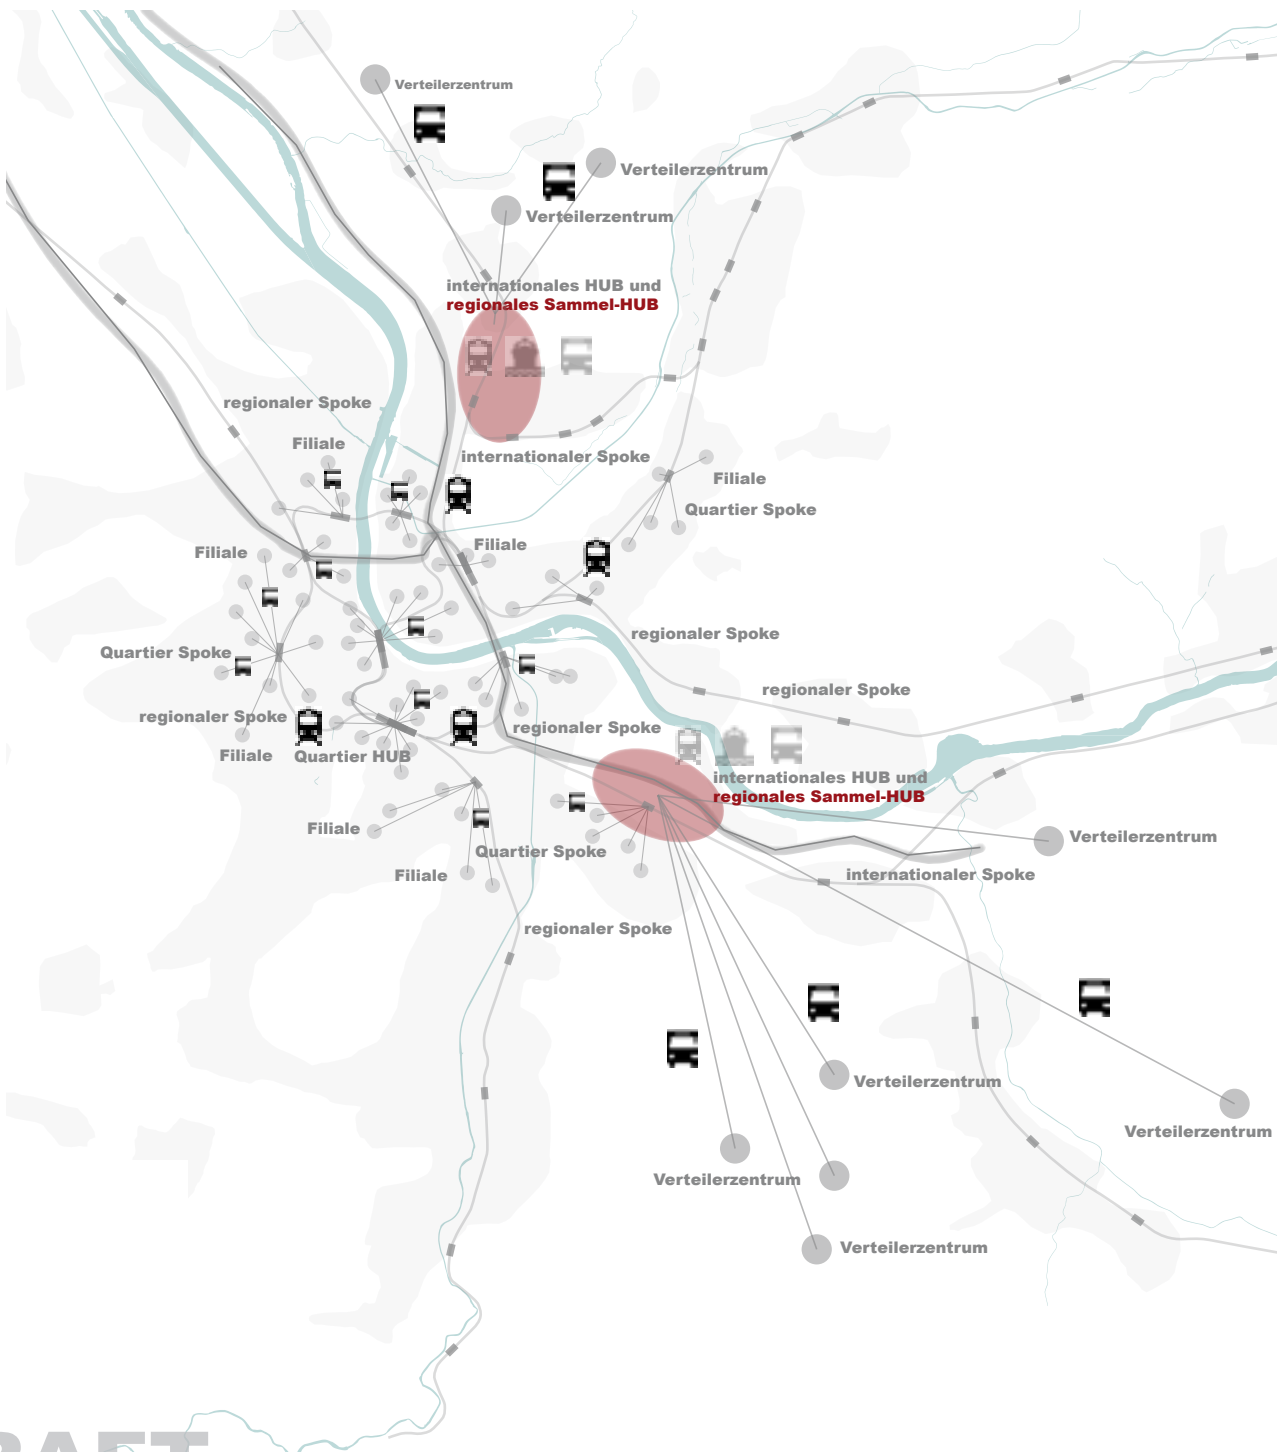 Verteilerzentrum
Verteilerzentrum
Verteilerzentrum
internationales HUB und
regionales Sammel-HUB
regionaler Spoke
Filiale
internationaler Spoke
Filiale
Quartier Spoke
Filiale
Filiale
regionaler Spoke
Quartier Spoke
regionaler Spoke
regionaler Spoke
regionaler Spoke
Filiale
Quartier HUB
internationales HUB und
regionales Sammel-HUB
Filiale
Verteilerzentrum
Quartier Spoke
Filiale
internationaler Spoke
regionaler Spoke
Verteilerzentrum
Verteilerzentrum
Verteilerzentrum
Verteilerzentrum